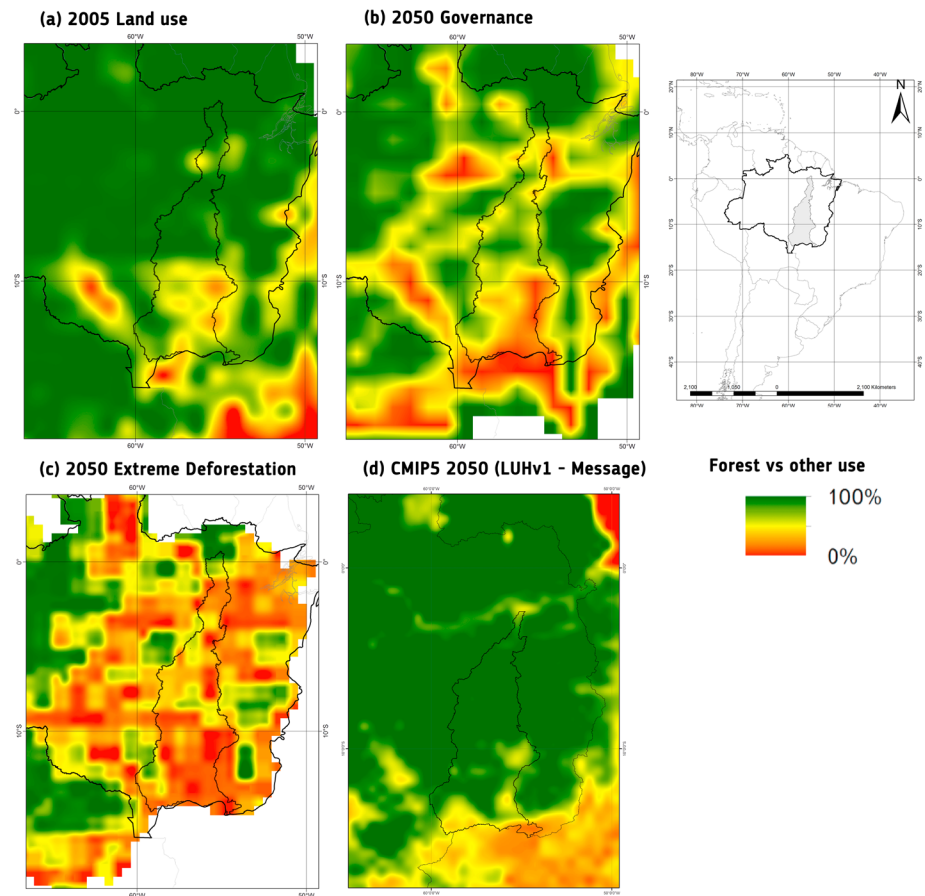 (a) 2005 Land use
(b) 2050 Governance
60°W 50°W
60°W 50°W
0° 0°
10°S 10°S
60°W 50°W
60°W 50°W
80°W 70°W 60°W 50°W 40°W
20°N 20°N
10°N 10°N
0° 0°
10°S 10°S
20°S 20°S
30°S 30°S
40°S 40°S
N
2,100 1,050 0 2,100 Kilometers
80°W 70°W 60°W 50°W 40°W
(c) 2050 Extreme Deforestation
(d) CMIP5 2050 (LUHv1 - Message)
Forest vs other use
100%
0%
60°W 50°W
0° 0°
10°S 10°S
60°W 50°W